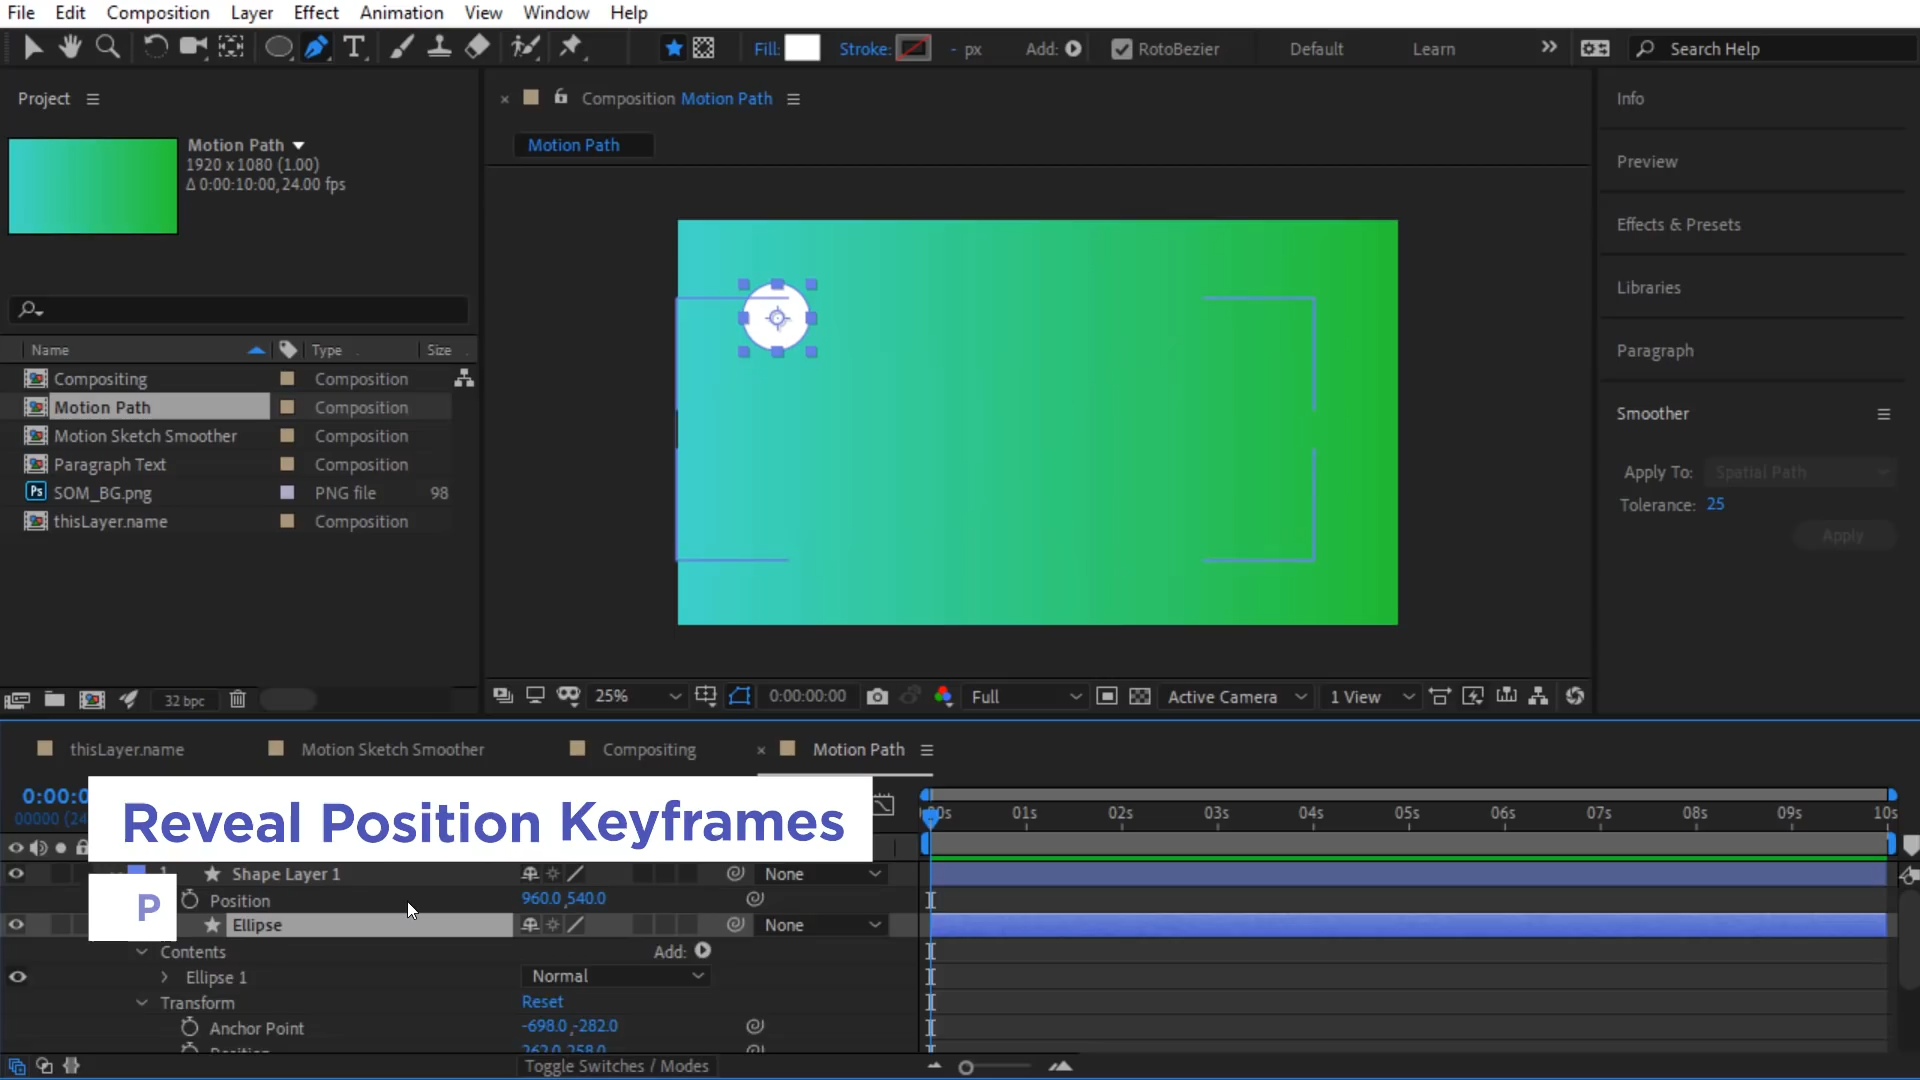 File Edit Composition Layer Effect Animation View Window Help
Fill: Stroke: - px Add: RotoBezier Default Learn Search Help
Project
Motion Path
1920 x 1080 (1.00)
Δ 0:00:10:00, 24.00 fps
Name Type Size
Compositing Composition
Motion Path Composition
Motion Sketch Smoother Composition
Paragraph Text Composition
Ps SOM_BG.png PNG file 98
thisLayer.name Composition
32 bpc
× Composition Motion Path
Motion Path
25% 0:00:00:00 Full Active Camera 1 View
Info
Preview
Effects & Presets
Libraries
Paragraph
Smoother
Apply To: Spatial Path
Tolerance: 25
Apply
thisLayer.name Motion Sketch Smoother Compositing × Motion Path
Reveal Position Keyframes
P
01s 02s 03s 04s 05s 06s 07s 08s 09s 10s
Shape Layer 1 None
Position 960.0, 540.0
Ellipse None
Contents Add:
Ellipse 1 Normal
Transform Reset
Anchor Point -698.0, -282.0
Position 262.0, 258.0
Toggle Switches / Modes